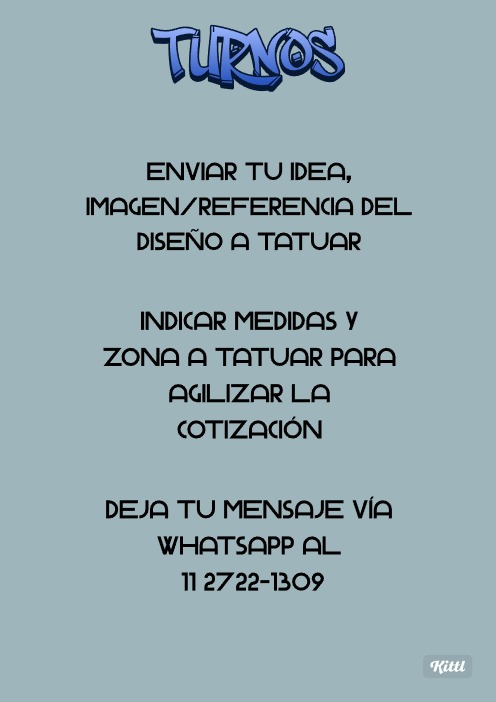 TURNOS
ENVIAR TU IDEA,
IMAGEN/REFERENCIA DEL
DISEÑO A TATUAR
INDICAR MEDIDAS Y
ZONA A TATUAR PARA
AGILIZAR LA
COTIZACIÓN
DEJA TU MENSAJE VÍA
WHATSAPP AL
11 2722-1309
Kittl